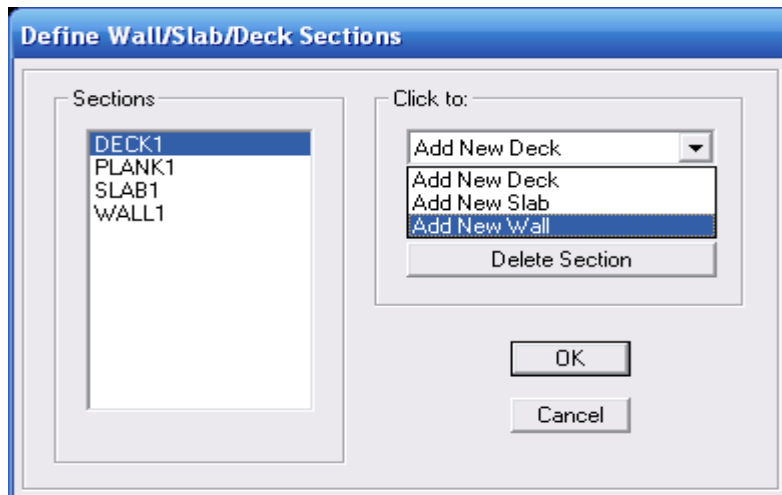 Define Wall/Slab/Deck Sections
Sections
DECK1
PLANK1
SLAB1
WALL1
Click to:
Add New Deck
Add New Deck
Add New Slab
Add New Wall
Delete Section
OK
Cancel